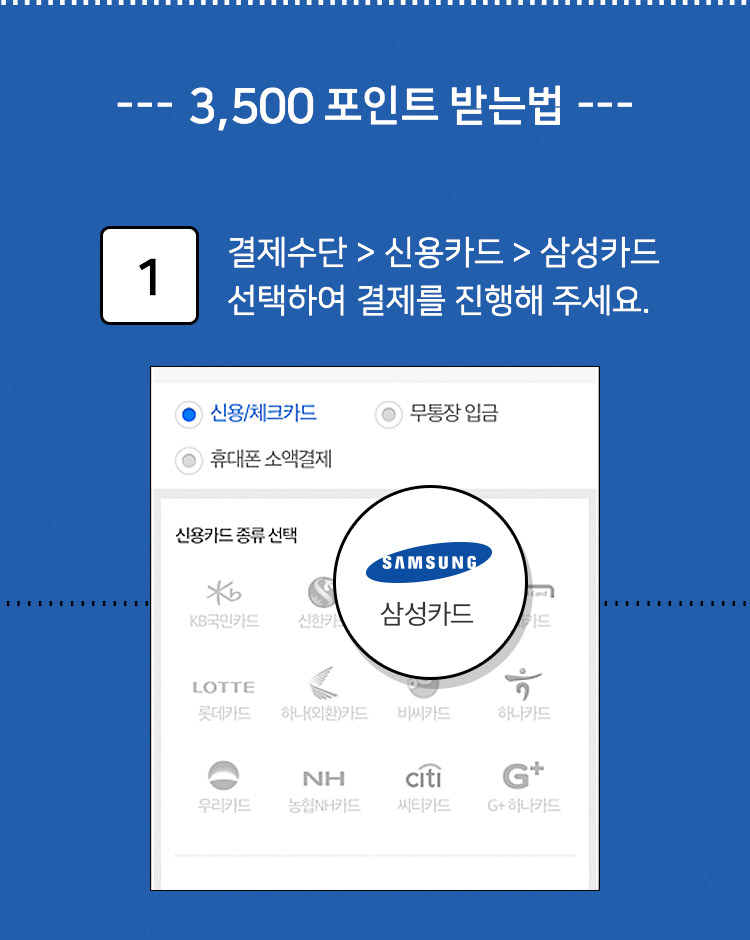 --- 3,500 포인트 받는법 ---
1
결제수단 > 신용카드 > 삼성카드
선택하여 결제를 진행해 주세요.
신용/체크카드 무통장 입금
휴대폰 소액결제
신용카드 종류 선택
SAMSUNG
삼성카드
Kb Card
KB국민카드 신한카 카드
LOTTE
롯데카드 하나(외환)카드 비씨카드 하나카드
NH citi G+
우리카드 농협NH카드 씨티카드 G+ 하나카드